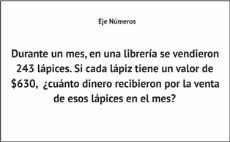 Eje Números
Durante un mes, en una librería se vendieron
243 lápices. Si cada lápiz tiene un valor de
$630, ¿cuánto dinero recibieron por la venta
de esos lápices en el mes?